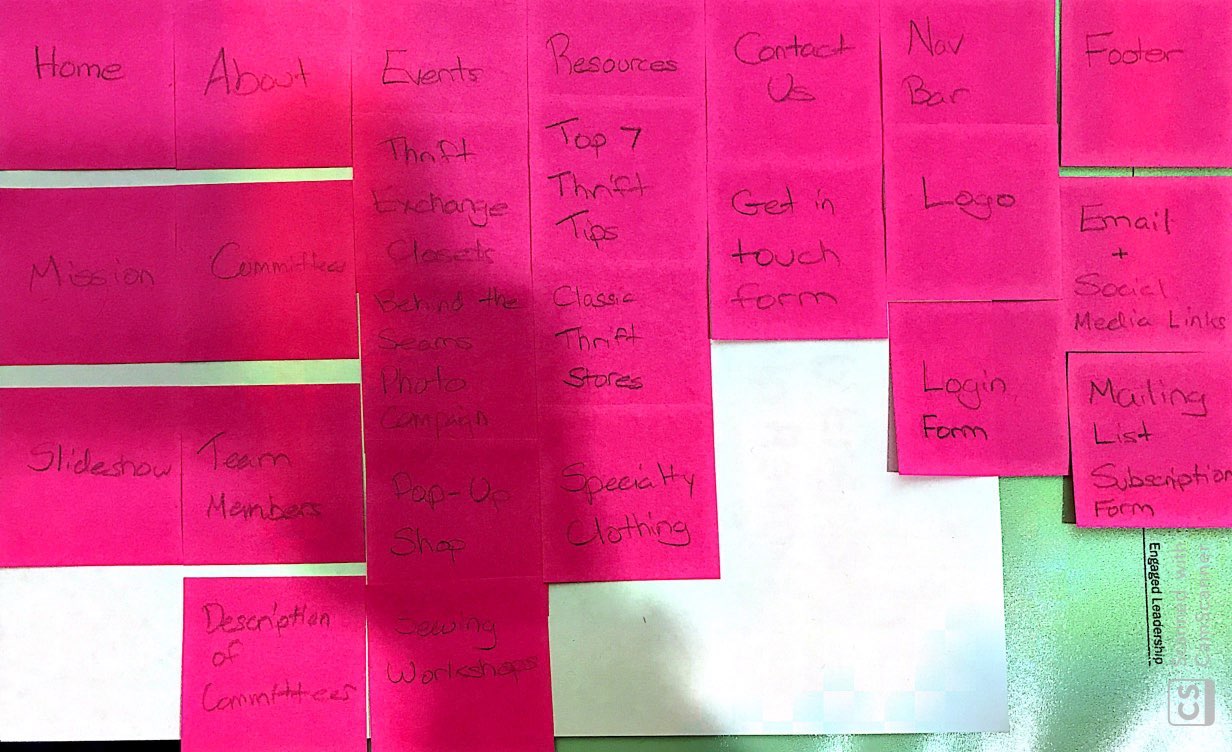 Home
Mission
Slideshow
About
Committees
Team
Members
Description
of
Committees
Events
Thrift
Exchange
Closets
Behind the
Seams
Photo
Campaign
Pop-Up
Shop
Sewing
Workshops
Resources
Top 7
Thrift
Tips
Classic
Thrift
Stores
Specialty
Clothing
Contact
Us
Get in
touch
form
Nav
Bar
Logo
Login
Form
Footer
Email
+
Social
Media Links
Mailing
List
Subscription
Form
Engaged Leadership
CS
Scanned with
CamScanner